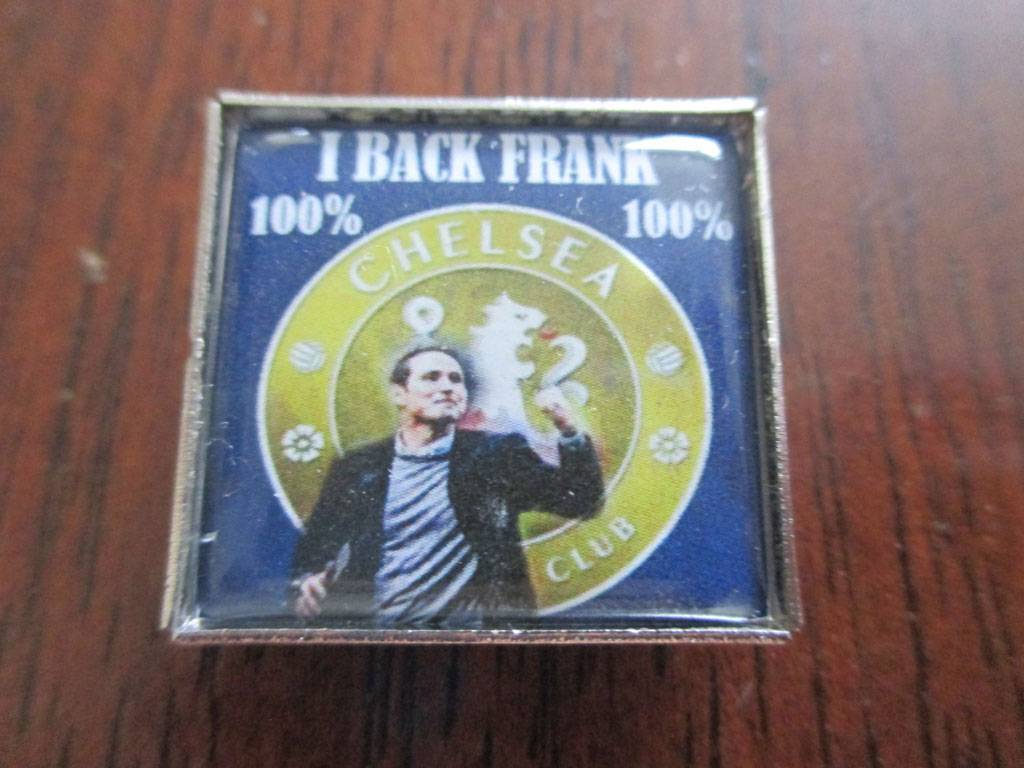 I BACK FRANK
100% 100%
CHELSEA
CLUB